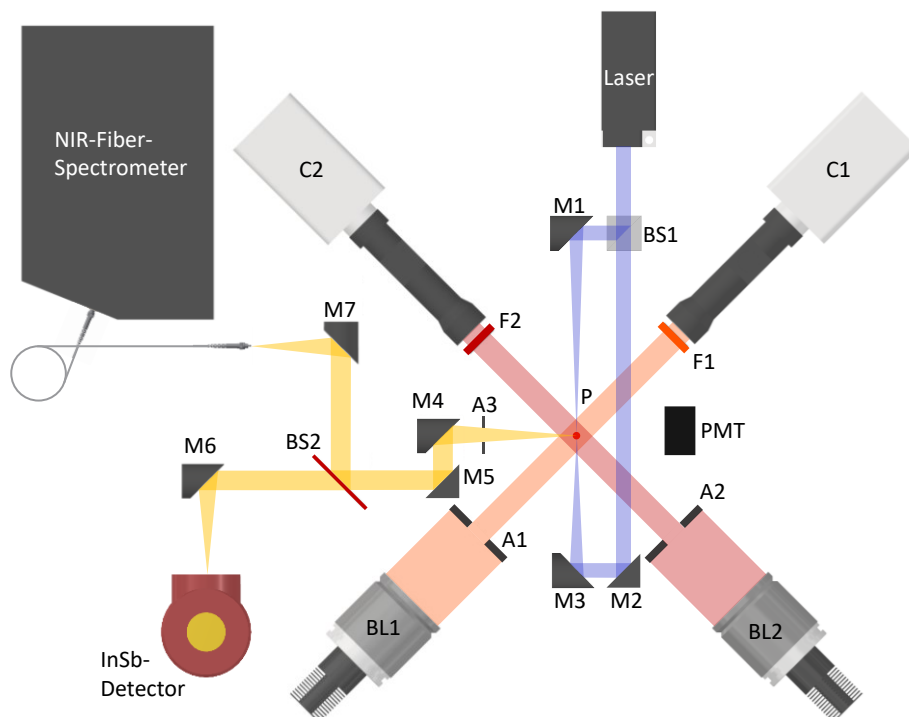 Laser
NIR-Fiber-
Spectrometer
C2
C1
M1
BS1
M7
F2
F1
P
M4
A3
PMT
M6
BS2
M5
A2
A1
M3
M2
BL1
BL2
InSb-
Detector